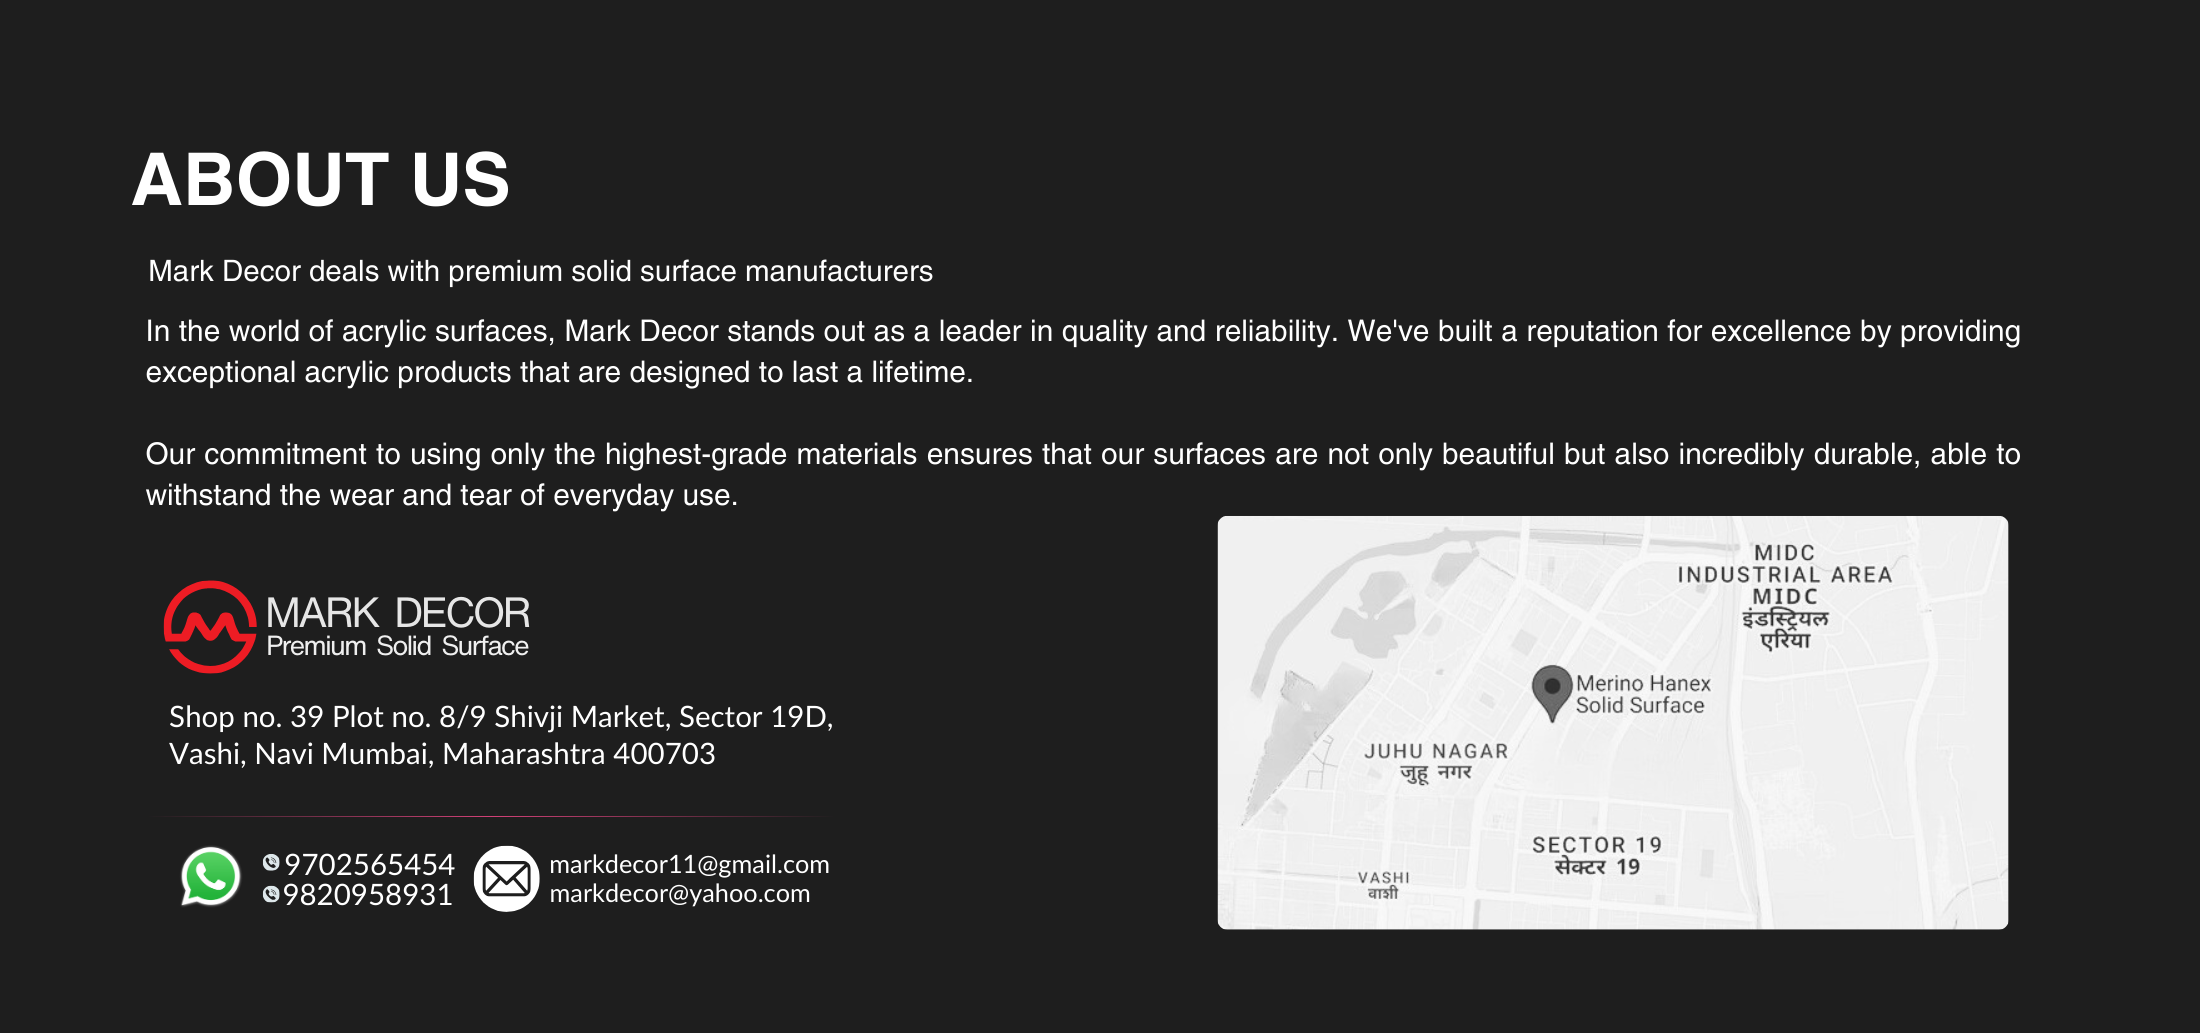 ABOUT US
Mark Decor deals with premium solid surface manufacturers
In the world of acrylic surfaces, Mark Decor stands out as a leader in quality and reliability. We've built a reputation for excellence by providing
exceptional acrylic products that are designed to last a lifetime.
Our commitment to using only the highest-grade materials ensures that our surfaces are not only beautiful but also incredibly durable, able to
withstand the wear and tear of everyday use.
MARK DECOR
Premium Solid Surface
Shop no. 39 Plot no. 8/9 Shivji Market, Sector 19D,
Vashi, Navi Mumbai, Maharashtra 400703
9702565454
9820958931
markdecor11@gmail.com
markdecor@yahoo.com
MIDC
INDUSTRIAL AREA
MIDC
इंडस्ट्रियल
एरिया
Merino Hanex
Solid Surface
JUHU NAGAR
जुहू नगर
SECTOR 19
सेक्टर 19
VASHI
वाशी